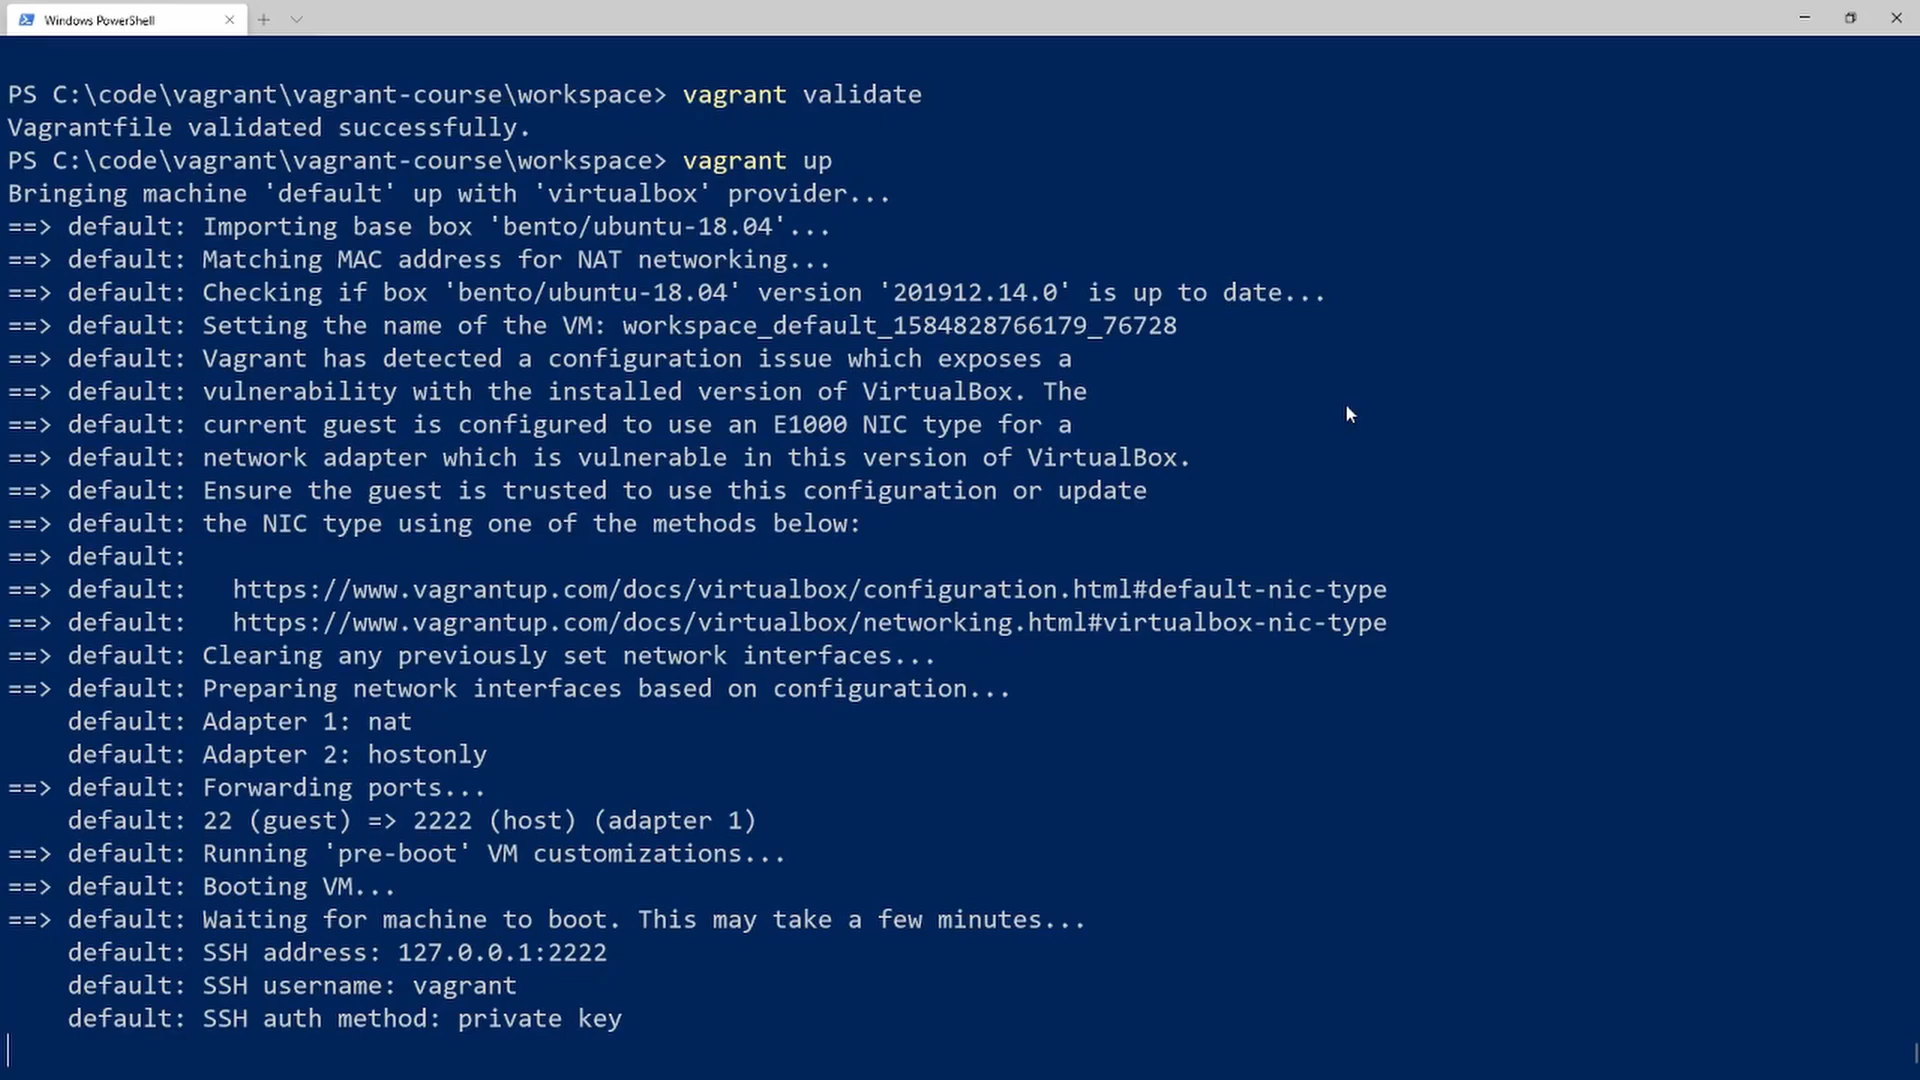 Windows PowerShell
PS C:\code\vagrant\vagrant-course\workspace> vagrant validate
Vagrantfile validated successfully.
PS C:\code\vagrant\vagrant-course\workspace> vagrant up
Bringing machine 'default' up with 'virtualbox' provider...
==> default: Importing base box 'bento/ubuntu-18.04'...
==> default: Matching MAC address for NAT networking...
==> default: Checking if box 'bento/ubuntu-18.04' version '201912.14.0' is up to date...
==> default: Setting the name of the VM: workspace_default_1584828766179_76728
==> default: Vagrant has detected a configuration issue which exposes a
==> default: vulnerability with the installed version of VirtualBox. The
==> default: current guest is configured to use an E1000 NIC type for a
==> default: network adapter which is vulnerable in this version of VirtualBox.
==> default: Ensure the guest is trusted to use this configuration or update
==> default: the NIC type using one of the methods below:
==> default:
==> default:   https://www.vagrantup.com/docs/virtualbox/configuration.html#default-nic-type
==> default:   https://www.vagrantup.com/docs/virtualbox/networking.html#virtualbox-nic-type
==> default: Clearing any previously set network interfaces...
==> default: Preparing network interfaces based on configuration...
    default: Adapter 1: nat
    default: Adapter 2: hostonly
==> default: Forwarding ports...
    default: 22 (guest) => 2222 (host) (adapter 1)
==> default: Running 'pre-boot' VM customizations...
==> default: Booting VM...
==> default: Waiting for machine to boot. This may take a few minutes...
    default: SSH address: 127.0.0.1:2222
    default: SSH username: vagrant
    default: SSH auth method: private key